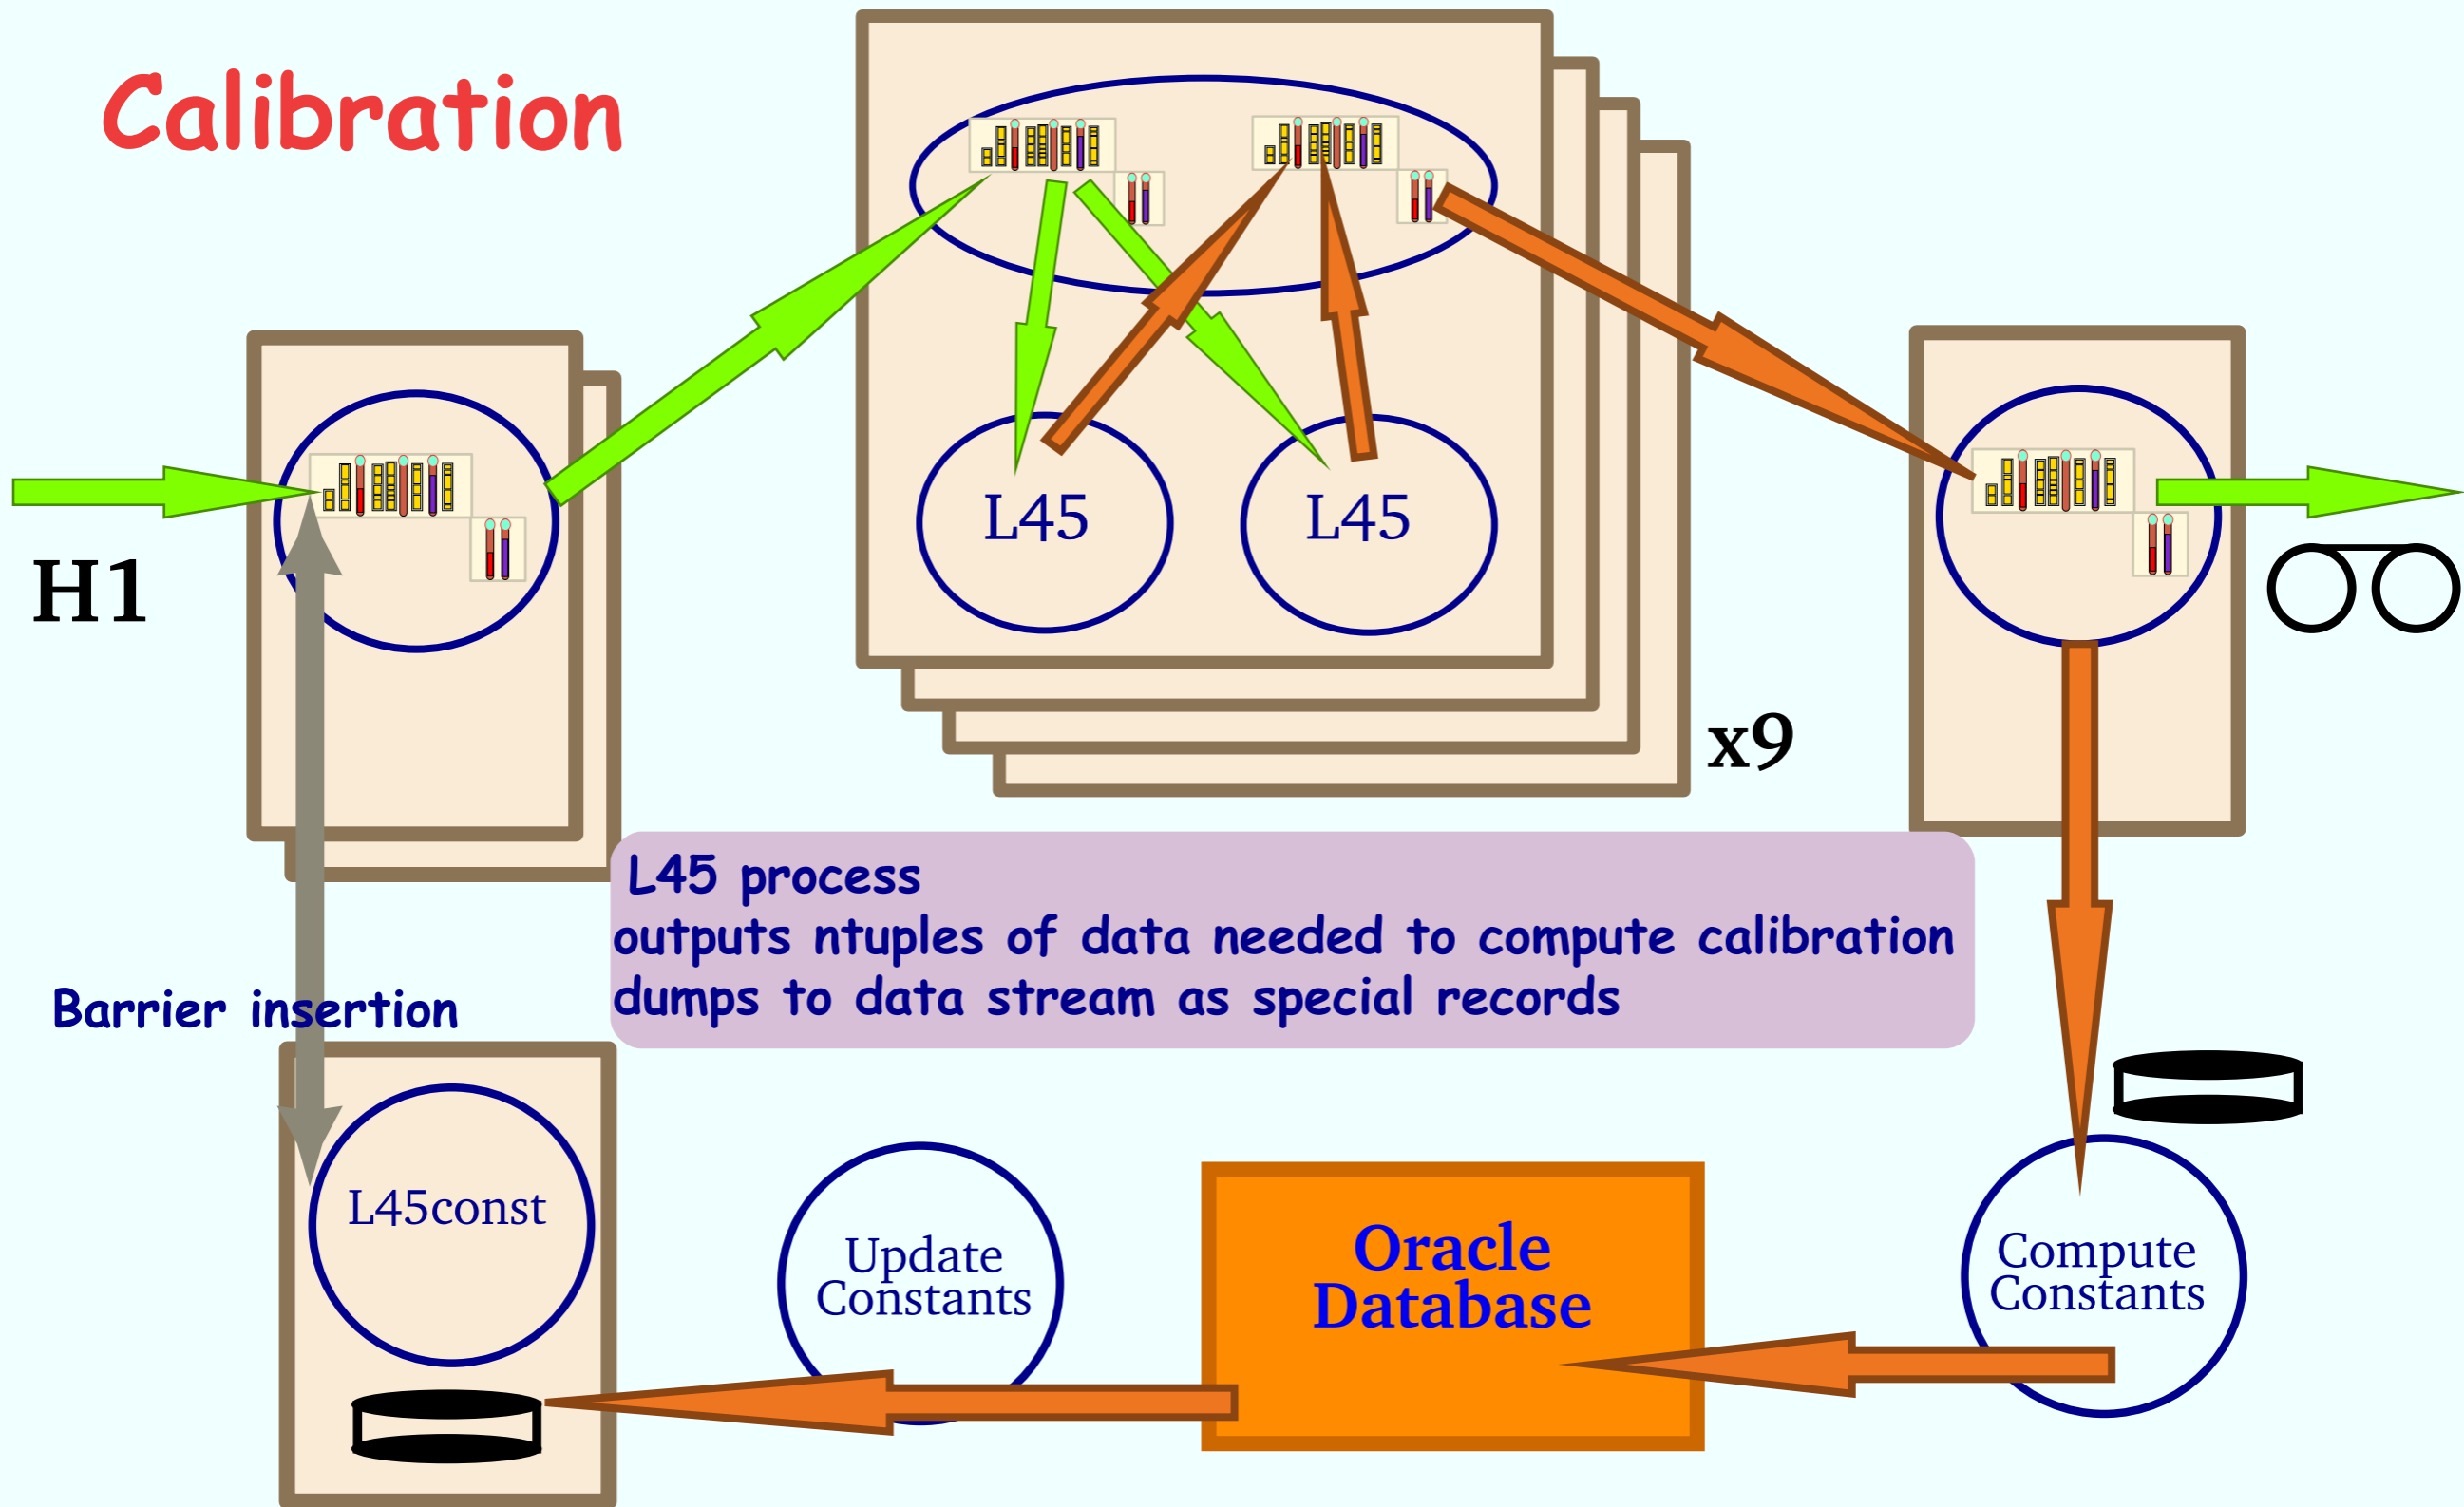 Calibration
H1
L45
L45
x9
L45 process
outputs ntuples of data needed to compute calibration
dumps to data stream as special records
Barrier insertion
L45const
Update
Constants
Oracle
Database
Compute
Constants